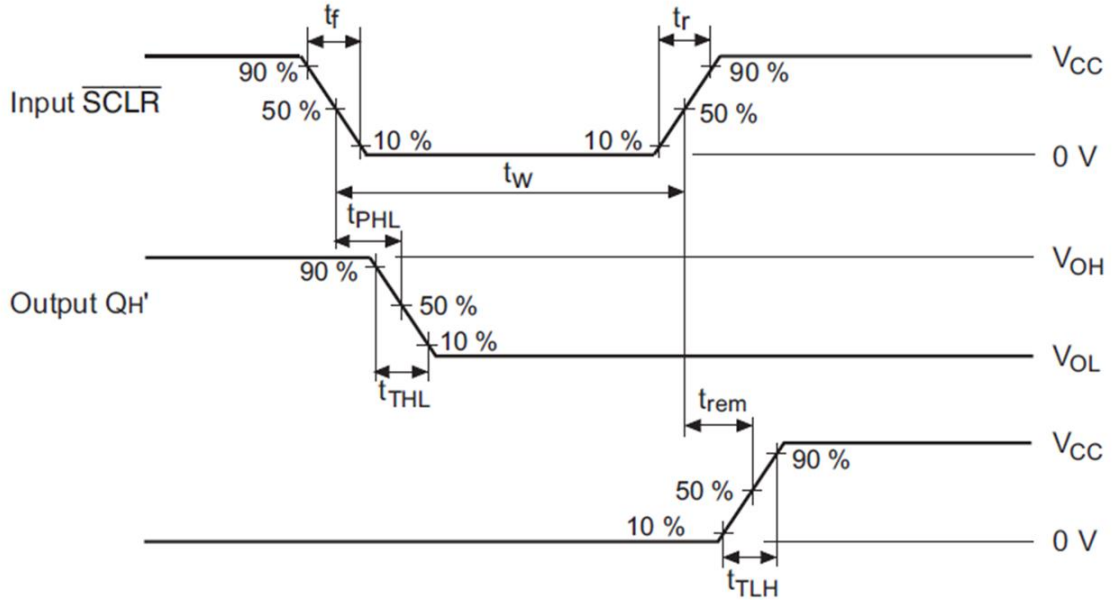 tf
tr
90 %
90 %
VCC
Input SCLR
50 %
50 %
10 %
10 %
0 V
tW
tPHL
90 %
VOH
Output QH'
50 %
10 %
VOL
tTHL
trem
VCC
90 %
50 %
10 %
0 V
tTLH